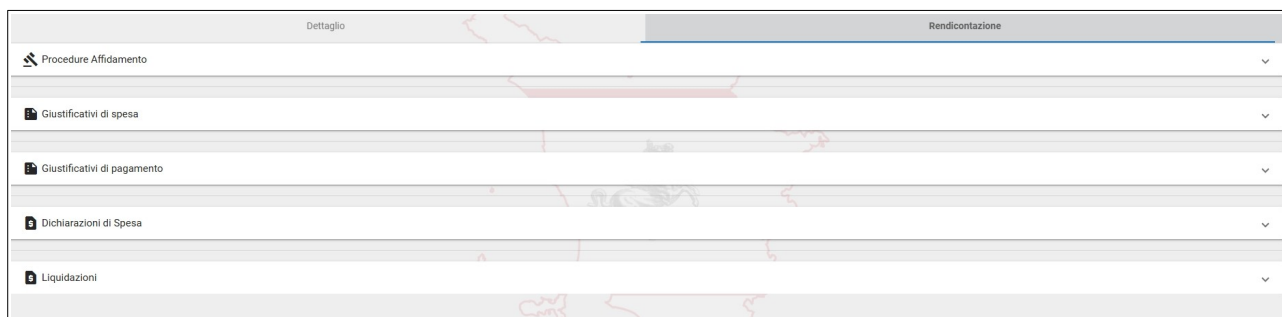 Dettaglio
Rendicontazione
Procedure Affidamento
Giustificativi di spesa
Giustificativi di pagamento
Dichiarazioni di Spesa
Liquidazioni